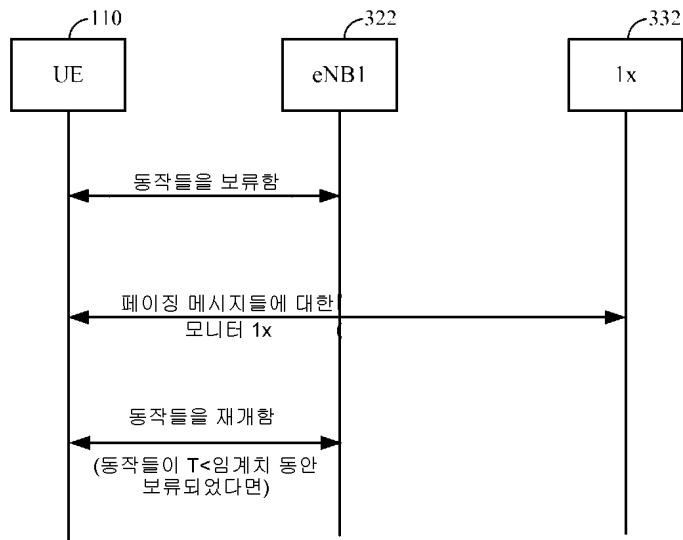 110
322
332
UE
eNB1
1x
동작들을 보류함
페이징 메시지들에 대한
모니터 1x
동작들을 재개함
(동작들이 T<임계치 동안
보류되었다면)